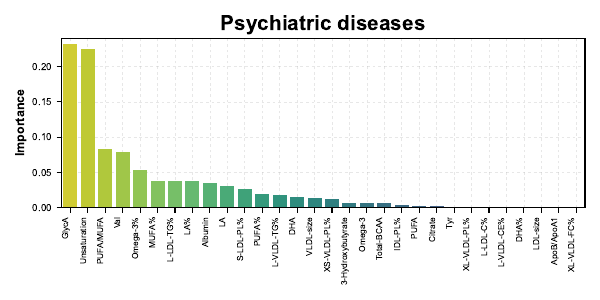 Psychiatric diseases
Importance
0.20
0.15
0.10
0.05
0.00
GlycA
Unsaturation
PUFA/MUFA
Val
Omega-3%
MUFA%
L-LDL-TG%
LA%
Albumin
LA
S-LDL-PL%
PUFA%
L-VLDL-TG%
DHA
VLDL-size
XS-VLDL-PL%
3-Hydroxybutyrate
Omega-3
Total-BCAA
IDL-PL%
PUFA
Citrate
Tyr
XL-VLDL-PL%
L-LDL-C%
L-VLDL-CE%
DHA%
LDL-size
ApoB/ApoA1
XL-VLDL-FC%